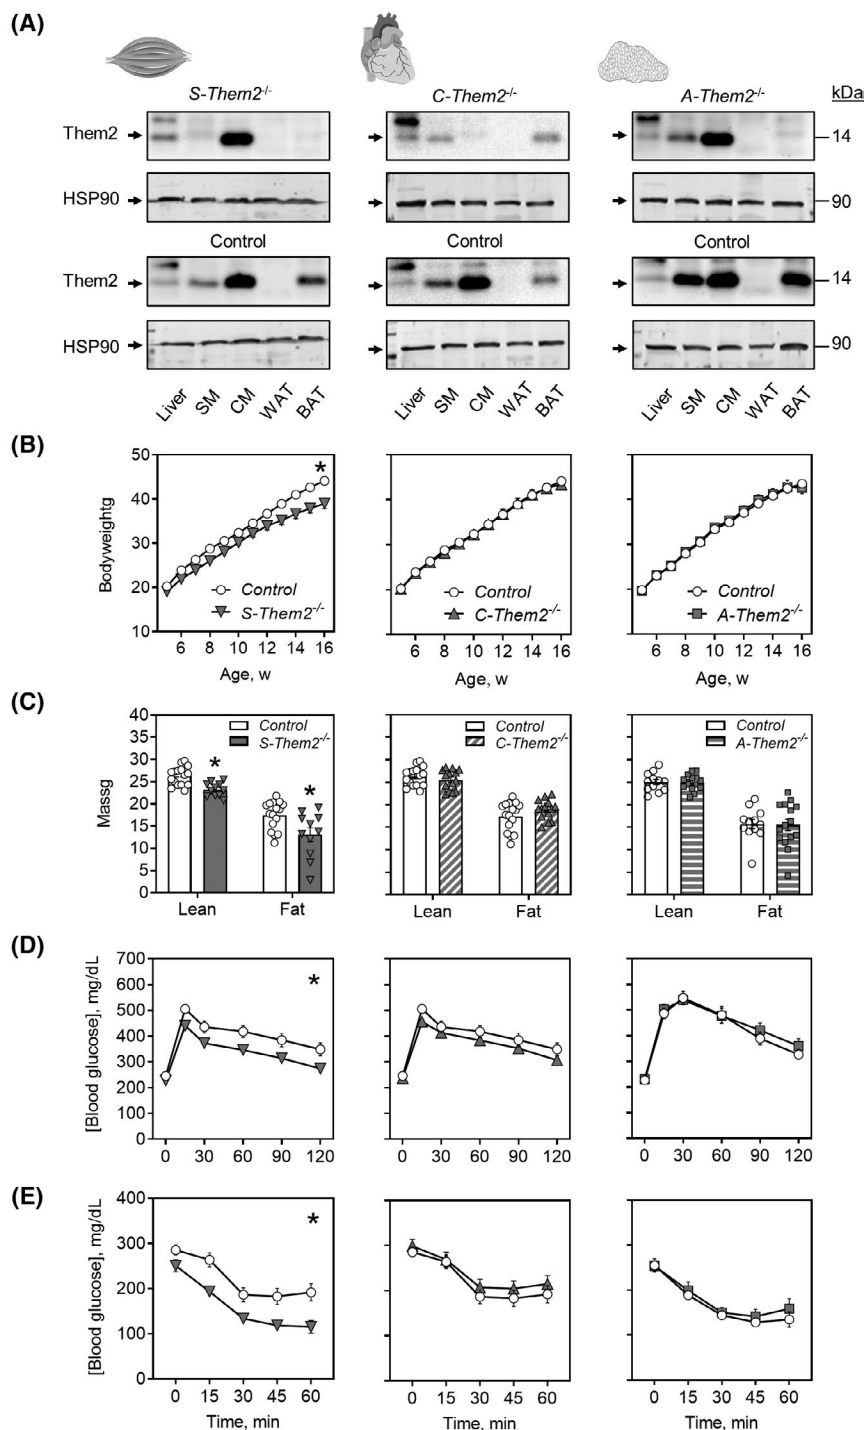 (A)
S-Them2-/- C-Them2-/- A-Them2-/- kDa
Them2 14
HSP90 90
Control Control Control
Them2 14
HSP90 90
Liver SM CM WAT BAT Liver SM CM WAT BAT Liver SM CM WAT BAT
(B)
Bodyweightg
50
40
30
20
10
*
Control
S-Them2-/-
Control
C-Them2-/-
Control
A-Them2-/-
6 8 10 12 14 16 6 8 10 12 14 16 6 8 10 12 14 16
Age, w Age, w Age, w
(C)
Massg
40
35
30
25
20
15
10
5
0
Control
S-Them2-/-
* *
Control
C-Them2-/-
Control
A-Them2-/-
Lean Fat Lean Fat Lean Fat
(D)
[Blood glucose], mg/dL
700
600
500
400
300
200
100
0
*
0 30 60 90 120 0 30 60 90 120 0 30 60 90 120
(E)
[Blood glucose], mg/dL
400
300
200
100
0
*
0 15 30 45 60 0 15 30 45 60 0 15 30 45 60
Time, min Time, min Time, min